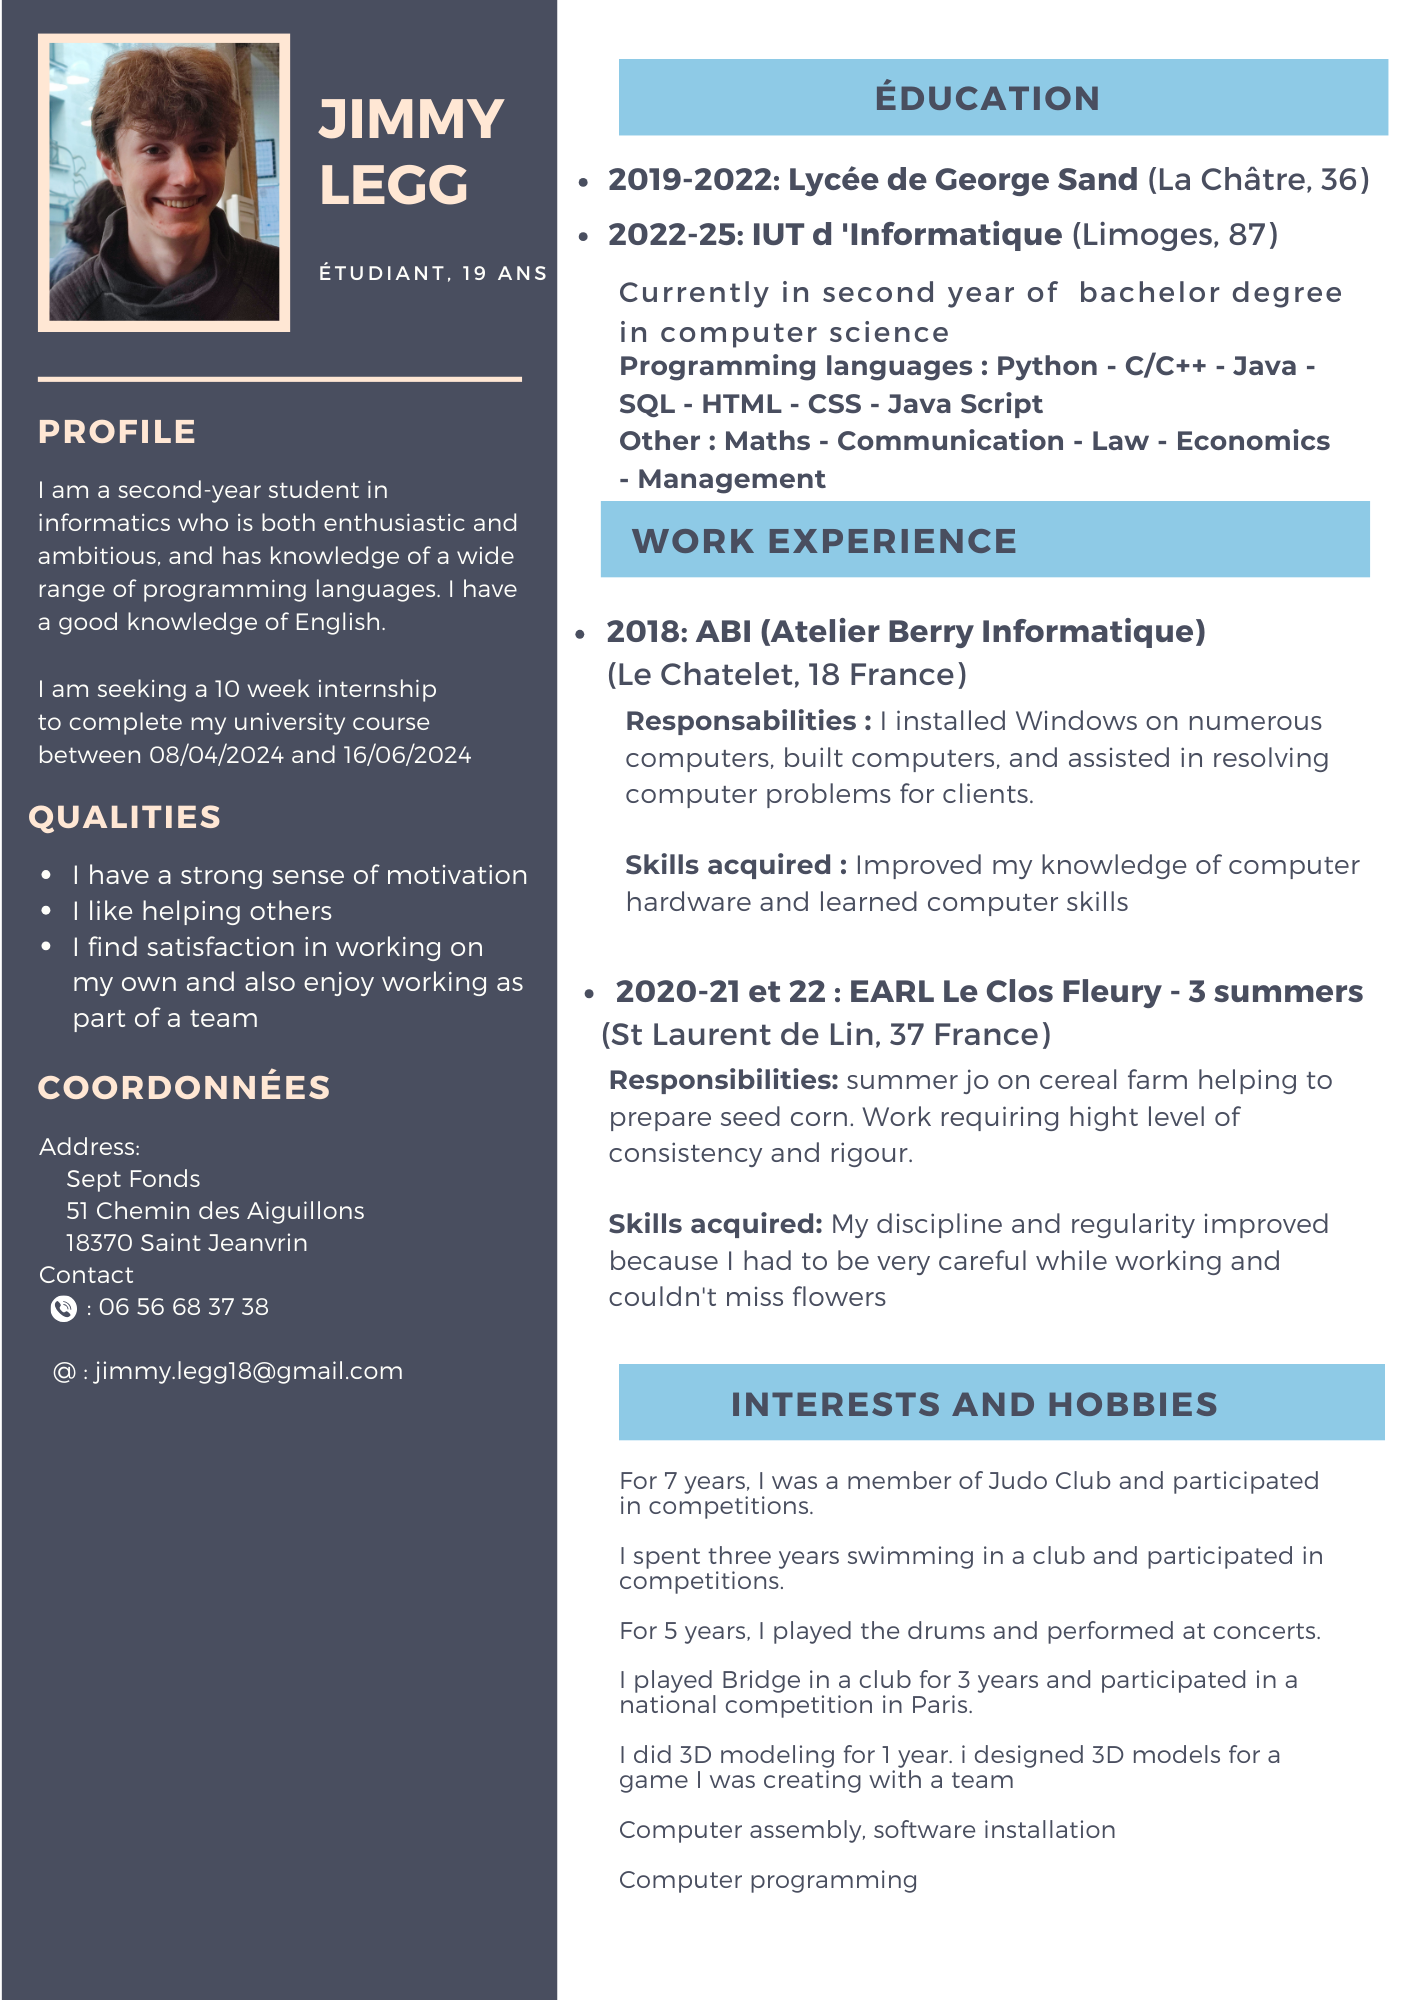 JIMMY
LEGG
ÉTUDIANT, 19 ANS
PROFILE
I am a second-year student in
informatics who is both enthusiastic and
ambitious, and has knowledge of a wide
range of programming languages. I have
a good knowledge of English.
I am seeking a 10 week internship
to complete my university course
between 08/04/2024 and 16/06/2024
QUALITIES
• I have a strong sense of motivation
• I like helping others
• I find satisfaction in working on
my own and also enjoy working as
part of a team
COORDONNÉES
Address:
Sept Fonds
51 Chemin des Aiguillons
18370 Saint Jeanvrin
Contact
: 06 56 68 37 38
@ : jimmy.legg18@gmail.com
ÉDUCATION
• 2019-2022: Lycée de George Sand (La Châtre, 36)
• 2022-25: IUT d 'Informatique (Limoges, 87)
Currently in second year of bachelor degree
in computer science
Programming languages : Python - C/C++ - Java -
SQL - HTML - CSS - Java Script
Other : Maths - Communication - Law - Economics
- Management
WORK EXPERIENCE
• 2018: ABI (Atelier Berry Informatique)
(Le Chatelet, 18 France)
Responsabilities : I installed Windows on numerous
computers, built computers, and assisted in resolving
computer problems for clients.
Skills acquired : Improved my knowledge of computer
hardware and learned computer skills
• 2020-21 et 22 : EARL Le Clos Fleury - 3 summers
(St Laurent de Lin, 37 France)
Responsibilities: summer jo on cereal farm helping to
prepare seed corn. Work requiring hight level of
consistency and rigour.
Skills acquired: My discipline and regularity improved
because I had to be very careful while working and
couldn't miss flowers
INTERESTS AND HOBBIES
For 7 years, I was a member of Judo Club and participated
in competitions.
I spent three years swimming in a club and participated in
competitions.
For 5 years, I played the drums and performed at concerts.
I played Bridge in a club for 3 years and participated in a
national competition in Paris.
I did 3D modeling for 1 year. i designed 3D models for a
game I was creating with a team
Computer assembly, software installation
Computer programming